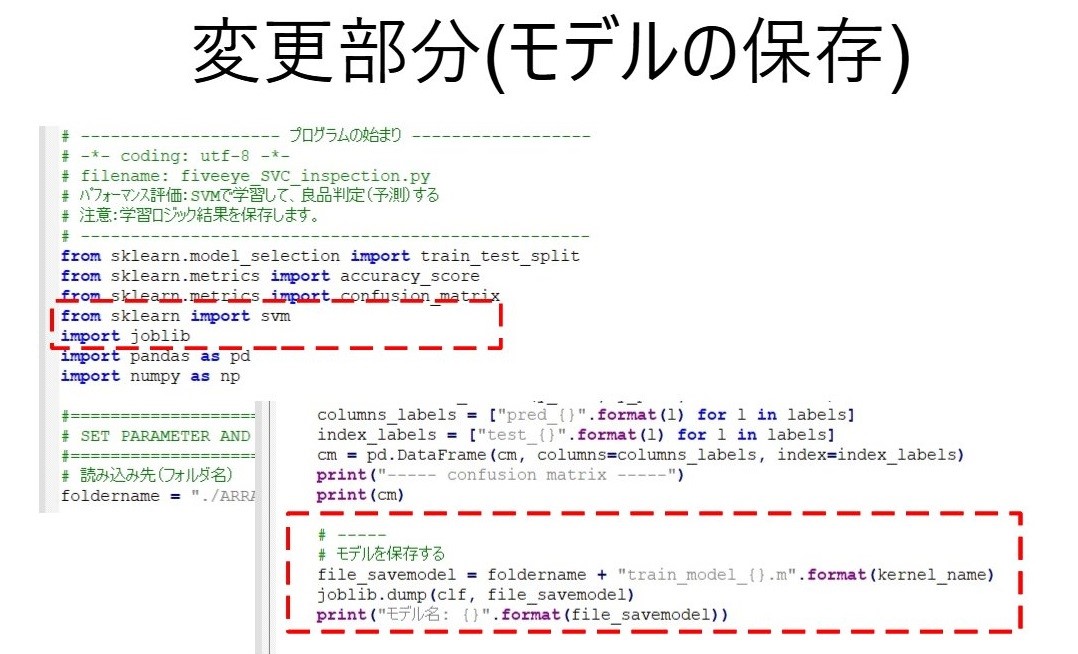 変更部分(モデルの保存)
# -------------------- プログラムの始まり ------------------
# -*- coding: utf-8 -*-
# filename: fiveeye_SVC_inspection.py
# パフォーマンス評価：SVMで学習して、良品判定（予測）する
# 注意：学習ロジック結果を保存します。
# ---------------------------------------------------
from sklearn.model_selection import train_test_split
from sklearn.metrics import accuracy_score
from sklearn.metrics import confusion_matrix
from sklearn import svm
import joblib
import pandas as pd
import numpy as np
#===================
# SET PARAMETER AND
#===================
# 読み込み先（フォルダ名）
foldername = "./ARRA
columns_labels = ["pred_{}".format(l) for l in labels]
index_labels = ["test_{}".format(l) for l in labels]
cm = pd.DataFrame(cm, columns=columns_labels, index=index_labels)
print("----- confusion matrix -----")
print(cm)
# -----
# モデルを保存する
file_savemodel = foldername + "train_model_{}.m".format(kernel_name)
joblib.dump(clf, file_savemodel)
print("モデル名: {}".format(file_savemodel))